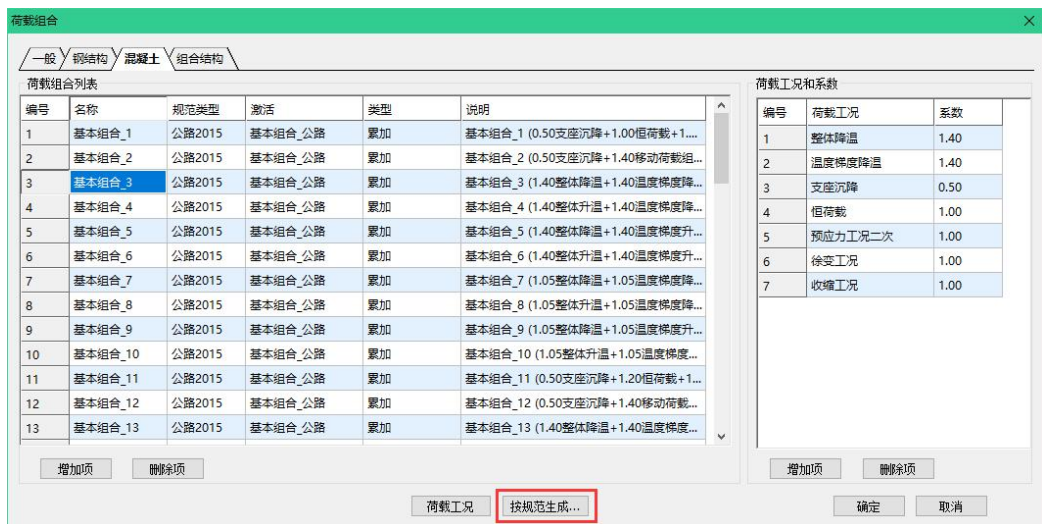 荷载组合
一般 钢结构 混凝土 组合结构
荷载组合列表
编号 名称 规范类型 激活 类型 说明
1 基本组合_1 公路2015 基本组合_公路 累加 基本组合_1 (0.50支座沉降+1.00恒荷载+1....
2 基本组合_2 公路2015 基本组合_公路 累加 基本组合_2 (0.50支座沉降+1.40移动荷载组...
3 基本组合_3 公路2015 基本组合_公路 累加 基本组合_3 (1.40整体降温+1.40温度梯度降...
4 基本组合_4 公路2015 基本组合_公路 累加 基本组合_4 (1.40整体升温+1.40温度梯度降...
5 基本组合_5 公路2015 基本组合_公路 累加 基本组合_5 (1.40整体降温+1.40温度梯度升...
6 基本组合_6 公路2015 基本组合_公路 累加 基本组合_6 (1.40整体升温+1.40温度梯度升...
7 基本组合_7 公路2015 基本组合_公路 累加 基本组合_7 (1.05整体降温+1.05温度梯度降...
8 基本组合_8 公路2015 基本组合_公路 累加 基本组合_8 (1.05整体升温+1.05温度梯度降...
9 基本组合_9 公路2015 基本组合_公路 累加 基本组合_9 (1.05整体降温+1.05温度梯度升...
10 基本组合_10 公路2015 基本组合_公路 累加 基本组合_10 (1.05整体升温+1.05温度梯度...
11 基本组合_11 公路2015 基本组合_公路 累加 基本组合_11 (0.50支座沉降+1.20恒荷载+1...
12 基本组合_12 公路2015 基本组合_公路 累加 基本组合_12 (0.50支座沉降+1.40移动荷载...
13 基本组合_13 公路2015 基本组合_公路 累加 基本组合_13 (1.40整体降温+1.40温度梯度...
增加项 删除项
荷载工况和系数
编号 荷载工况 系数
1 整体降温 1.40
2 温度梯度降温 1.40
3 支座沉降 0.50
4 恒荷载 1.00
5 预应力工况二次 1.00
6 徐变工况 1.00
7 收缩工况 1.00
增加项 删除项
荷载工况 按规范生成... 确定 取消